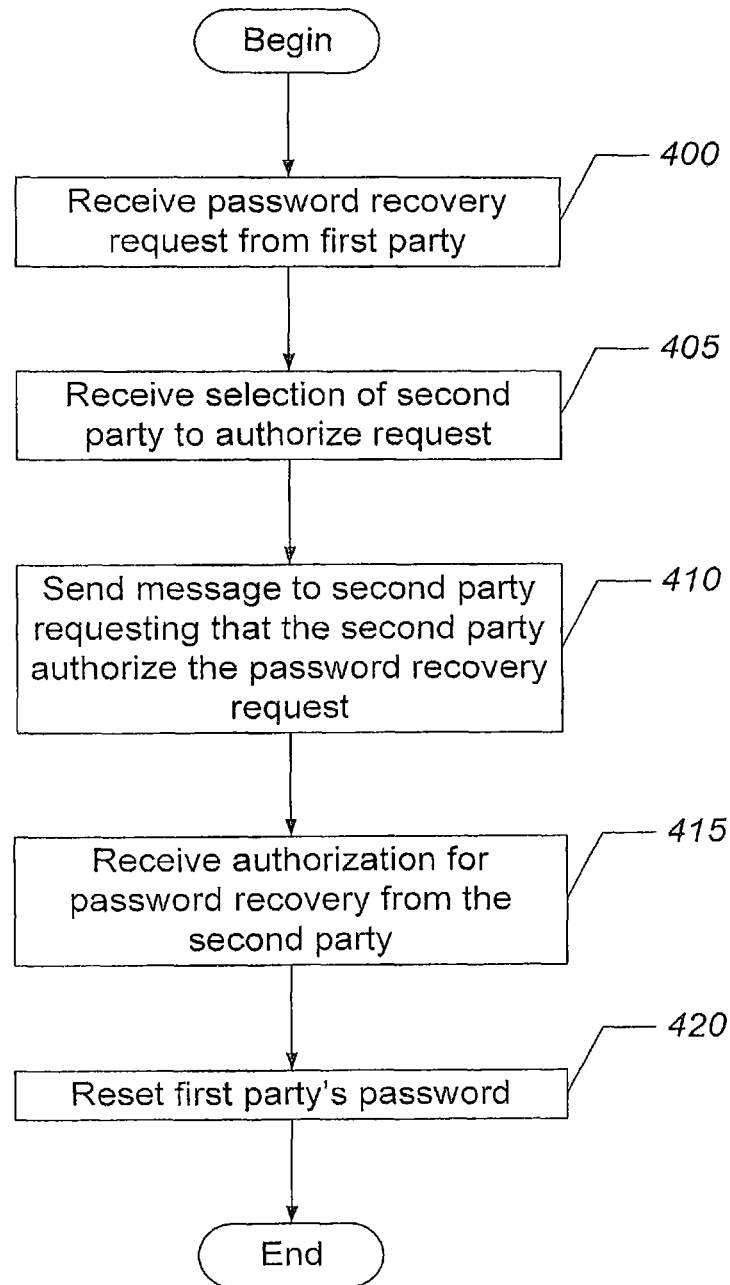 Begin
400
Receive password recovery
request from first party
405
Receive selection of second
party to authorize request
410
Send message to second party
requesting that the second party
authorize the password recovery
request
415
Receive authorization for
password recovery from the
second party
420
Reset first party's password
End